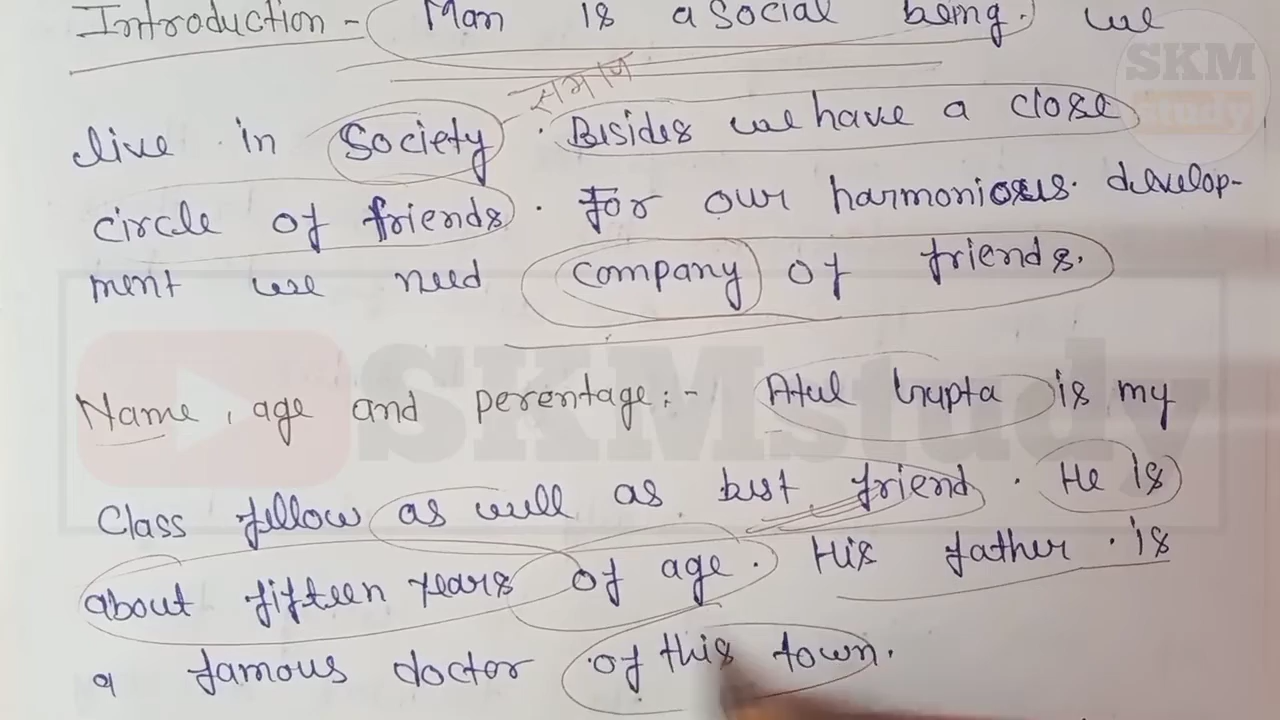 Introduction - Man is a social being. we
SKM
study
समाज
live in Society. Besides we have a close
circle of friends. For our harmonious develop-
ment we need company of friends.
SKMstudy
Name, age and perentage:- Atul Gupta is my
Class fellow as well as best friend. He is
about fifteen years of age. His father is
a famous doctor of this town.